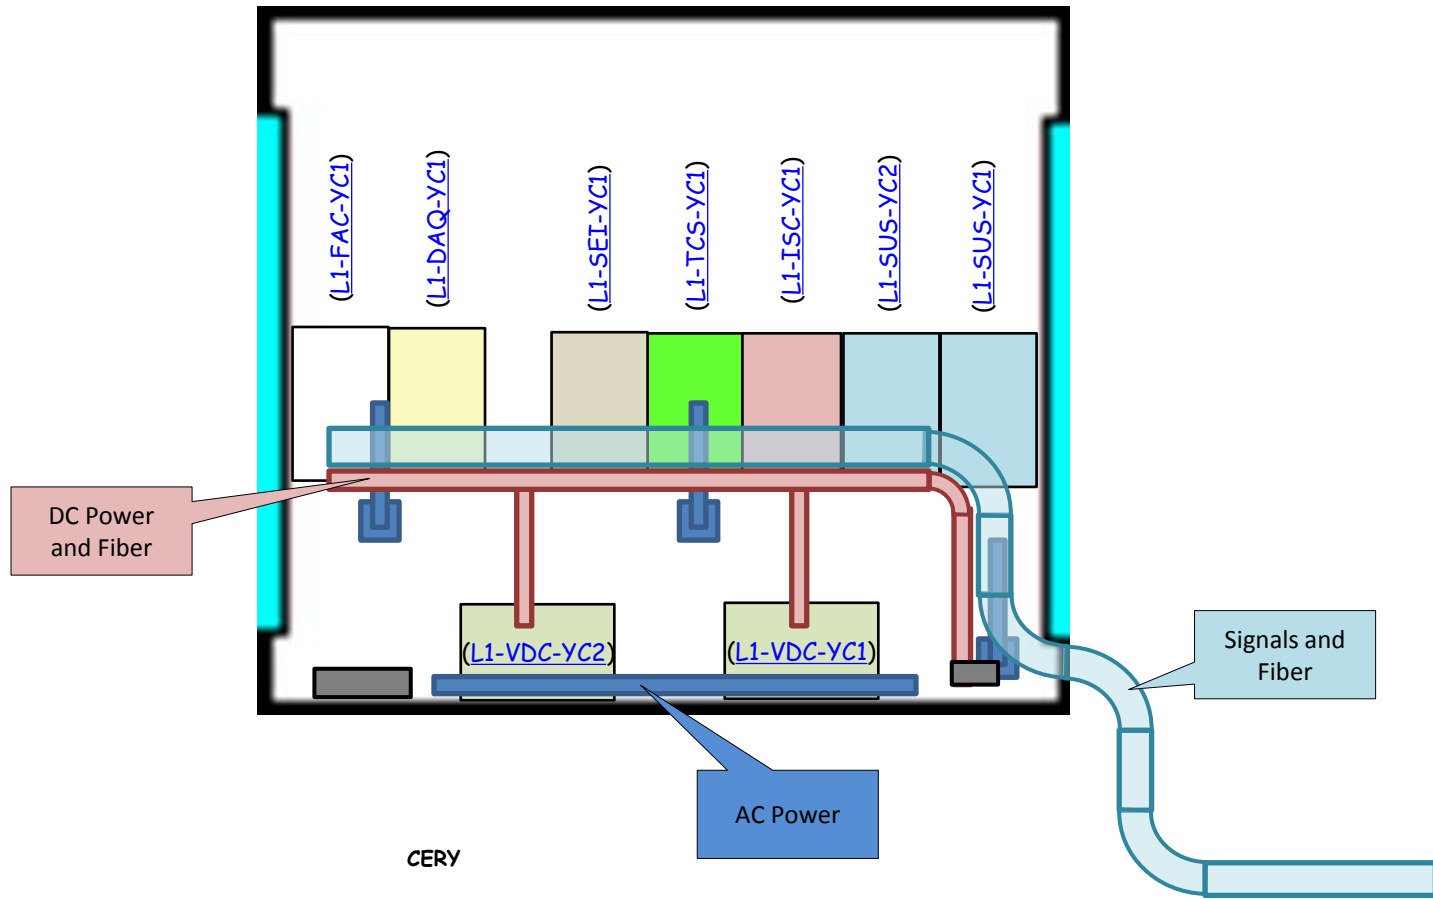 (L1-FAC-YC1)
(L1-DAQ-YC1)
(L1-SEI-YC1)
(L1-TCS-YC1)
(L1-ISC-YC1)
(L1-SUS-YC2)
(L1-SUS-YC1)
DC Power
and Fiber
(L1-VDC-YC2)
(L1-VDC-YC1)
Signals and
Fiber
AC Power
CERY